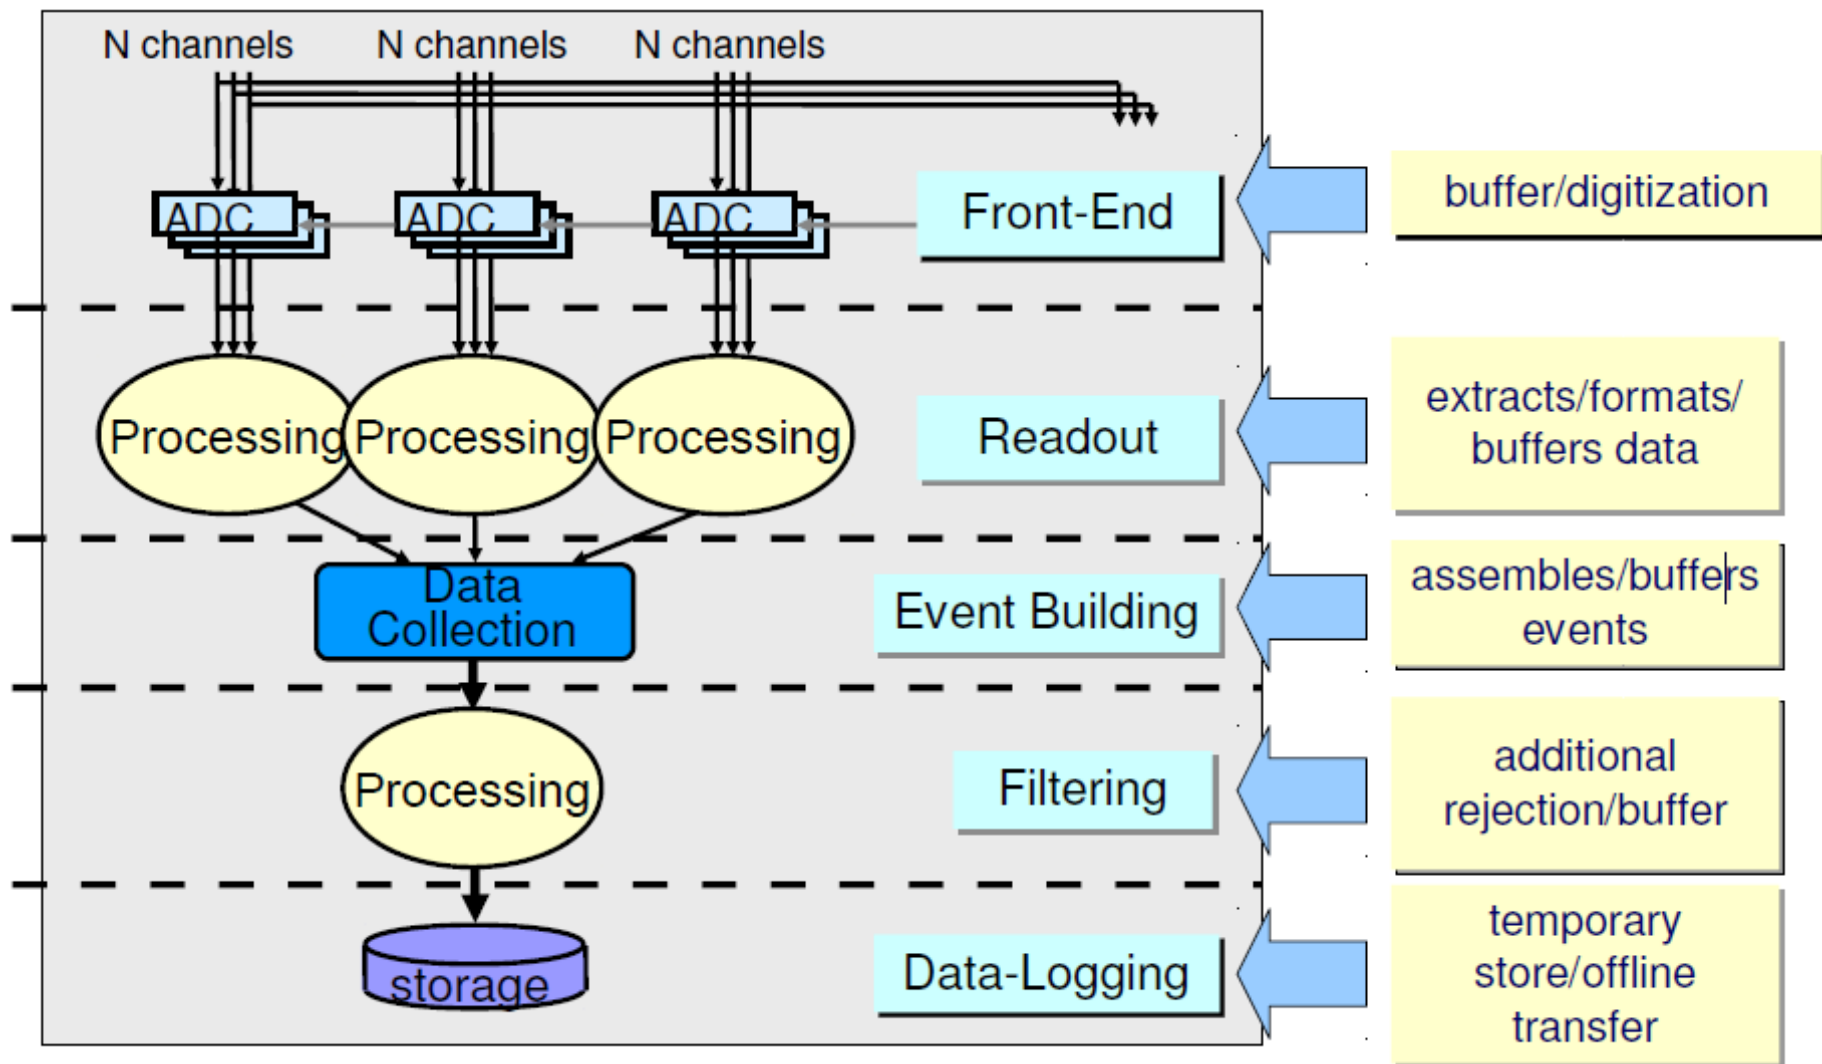 N channels N channels N channels
ADC ADC ADC
Front-End
buffer/digitization
Processing Processing Processing
Readout
extracts/formats/
buffers data
Data
Collection
Event Building
assembles/buffers
events
Processing
Filtering
additional
rejection/buffer
storage
Data-Logging
temporary
store/offline
transfer